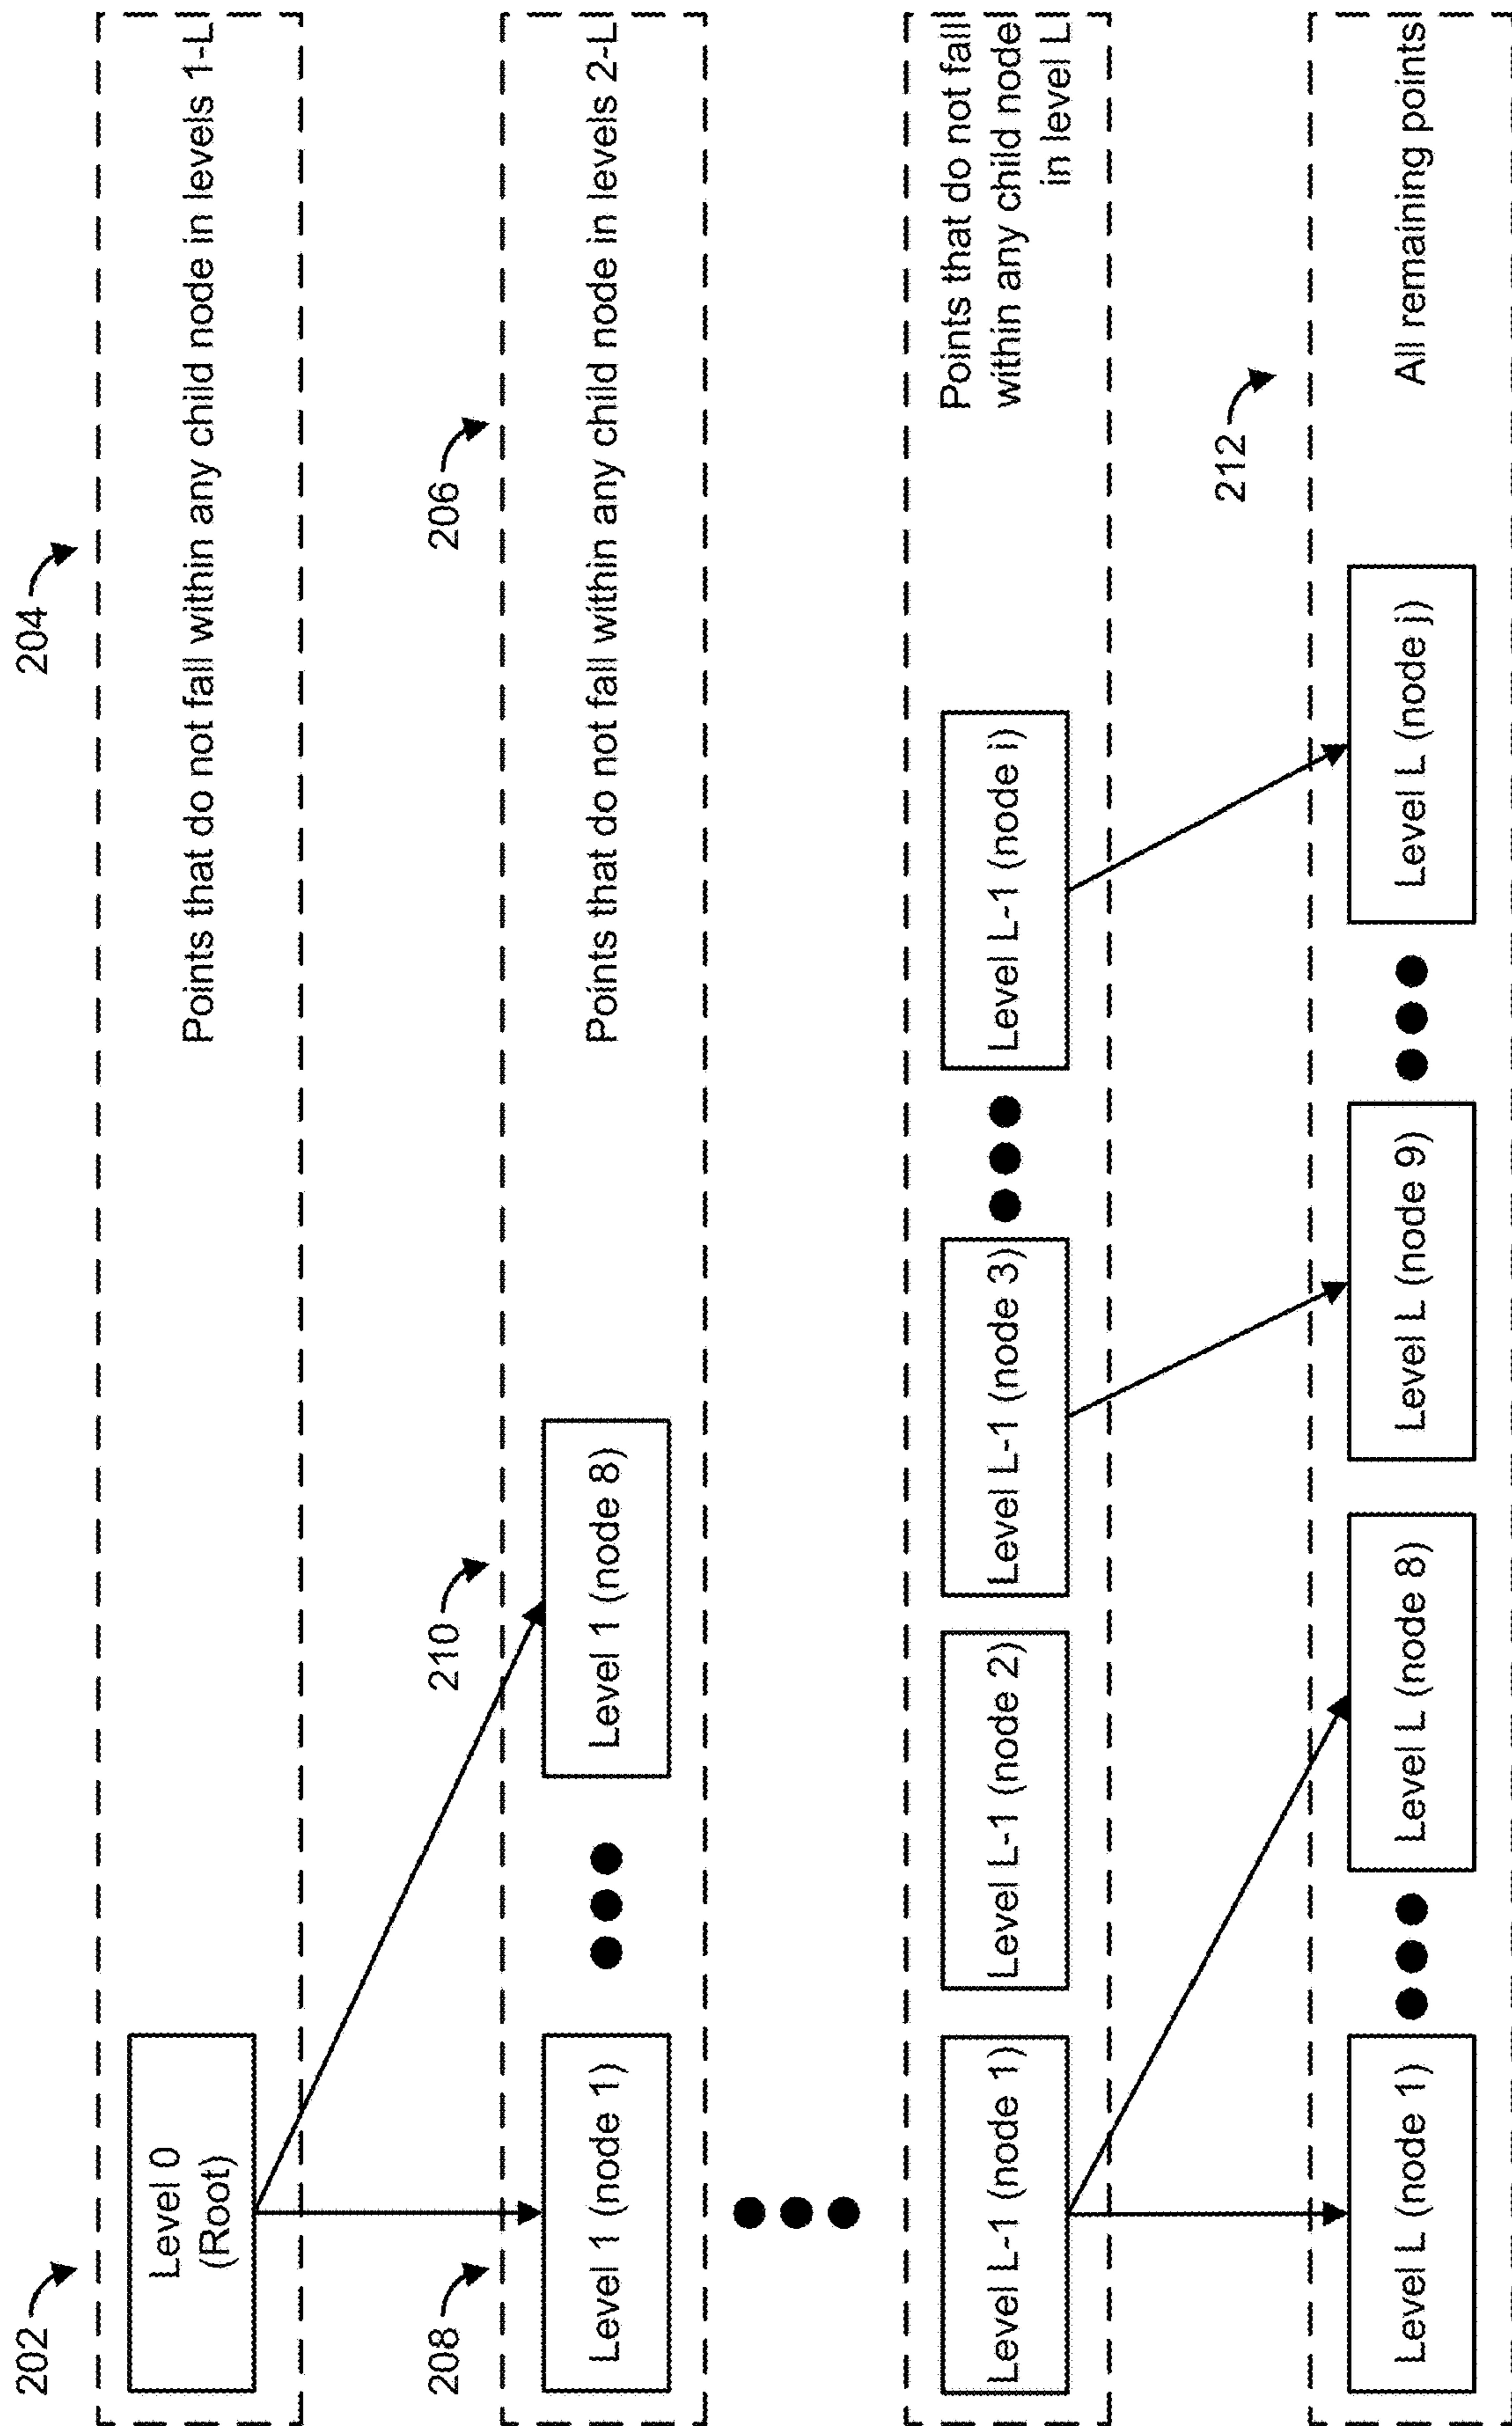 202
204
Level 0
(Root)
Points that do not fall within any child node in levels 1-L
208
210
206
Level 1 (node 1)
Level 1 (node 8)
Points that do not fall within any child node in levels 2-L
Level L-1 (node 1)
Level L-1 (node 2)
Level L-1 (node 3)
Level L-1 (node i)
Points that do not fall
within any child node
in level L
212
Level L (node 1)
Level L (node 8)
Level L (node 9)
Level L (node j)
All remaining points